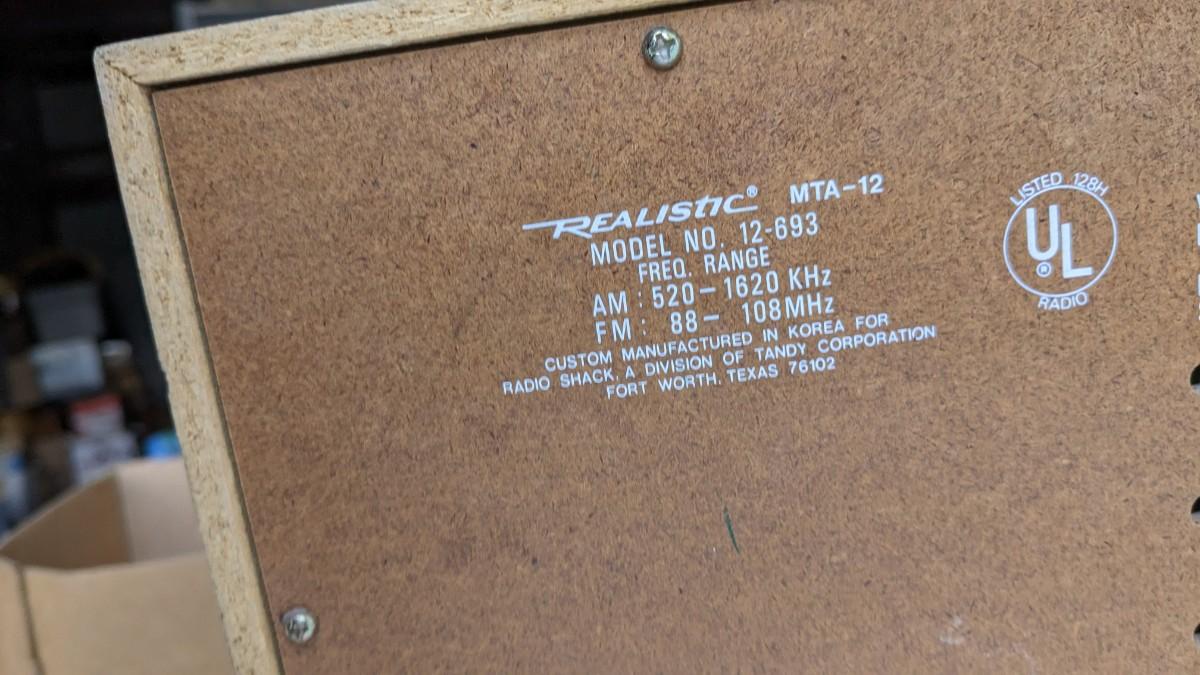 REALISTIC® MTA-12
MODEL NO. 12-693
FREQ. RANGE
AM : 520 – 1620 KHz
FM : 88 – 108MHz
CUSTOM MANUFACTURED IN KOREA FOR
RADIO SHACK, A DIVISION OF TANDY CORPORATION
FORT WORTH, TEXAS 76102
LISTED 128H
UL®
RADIO